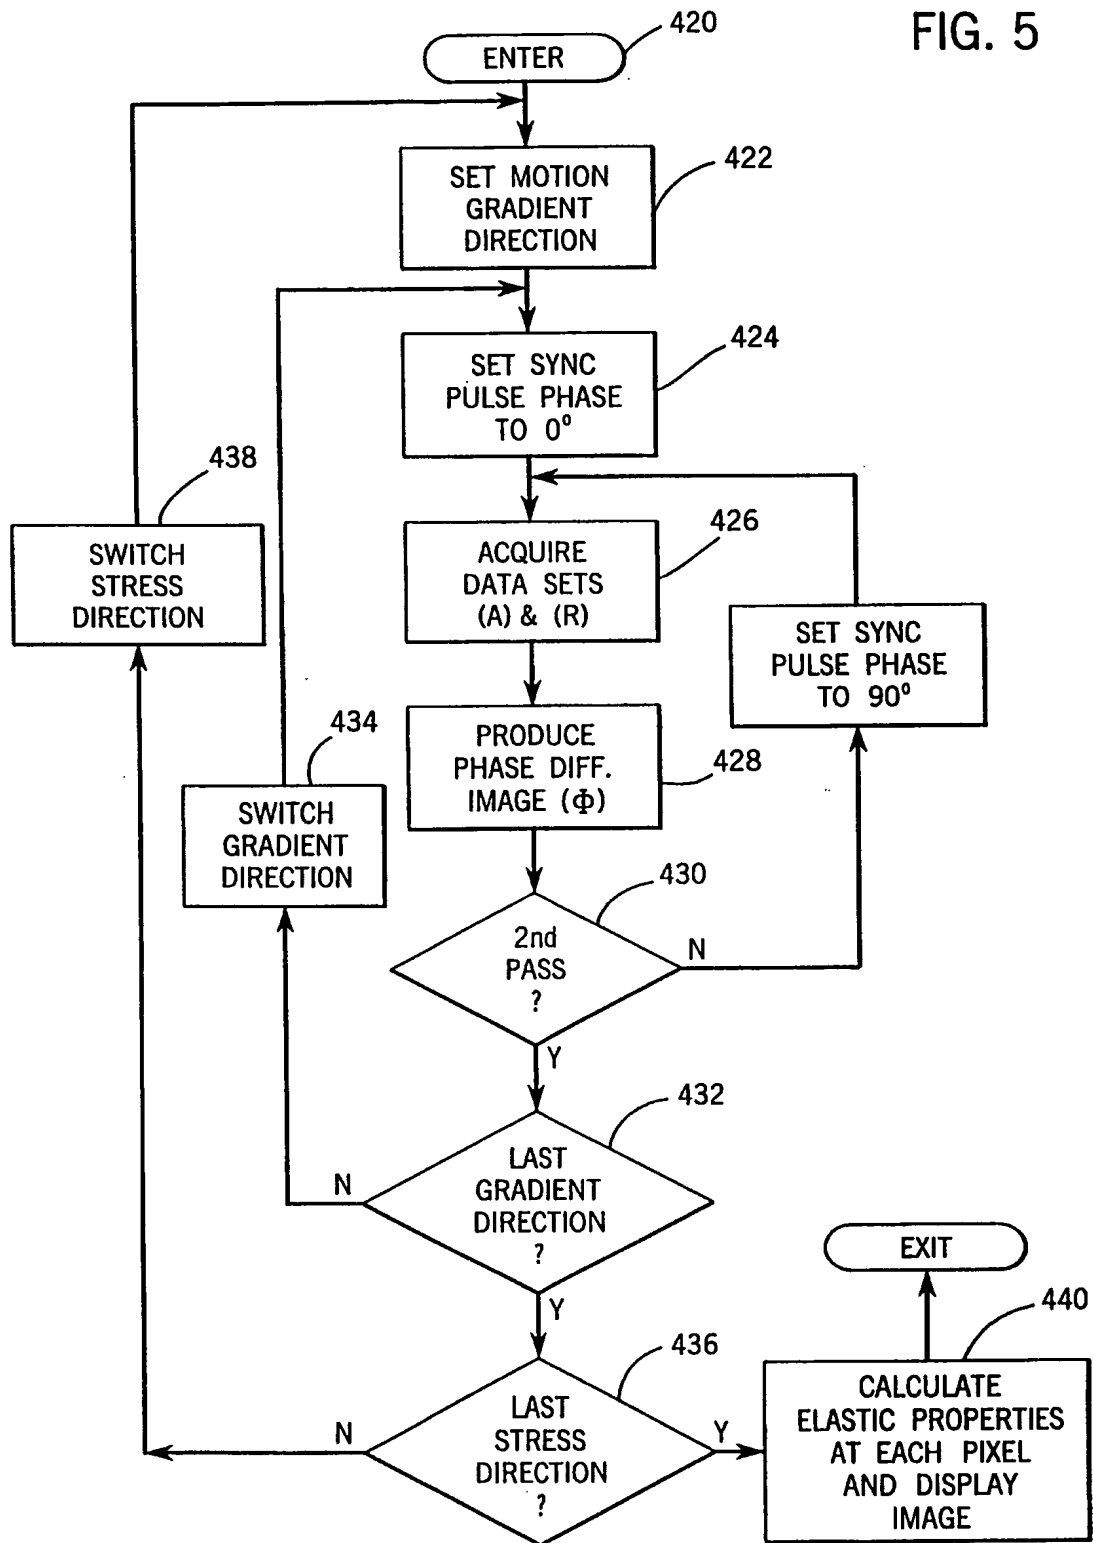 FIG. 5
420
ENTER
422
SET MOTION
GRADIENT
DIRECTION
424
SET SYNC
PULSE PHASE
TO 0°
438
SWITCH
STRESS
DIRECTION
426
ACQUIRE
DATA SETS
(A) & (R)
SET SYNC
PULSE PHASE
TO 90°
434
SWITCH
GRADIENT
DIRECTION
PRODUCE
PHASE DIFF.
IMAGE (Φ)
428
430
2nd
PASS
?
N
Y
432
LAST
GRADIENT
DIRECTION
?
N
Y
EXIT
440
436
LAST
STRESS
DIRECTION
?
N
Y
CALCULATE
ELASTIC PROPERTIES
AT EACH PIXEL
AND DISPLAY
IMAGE